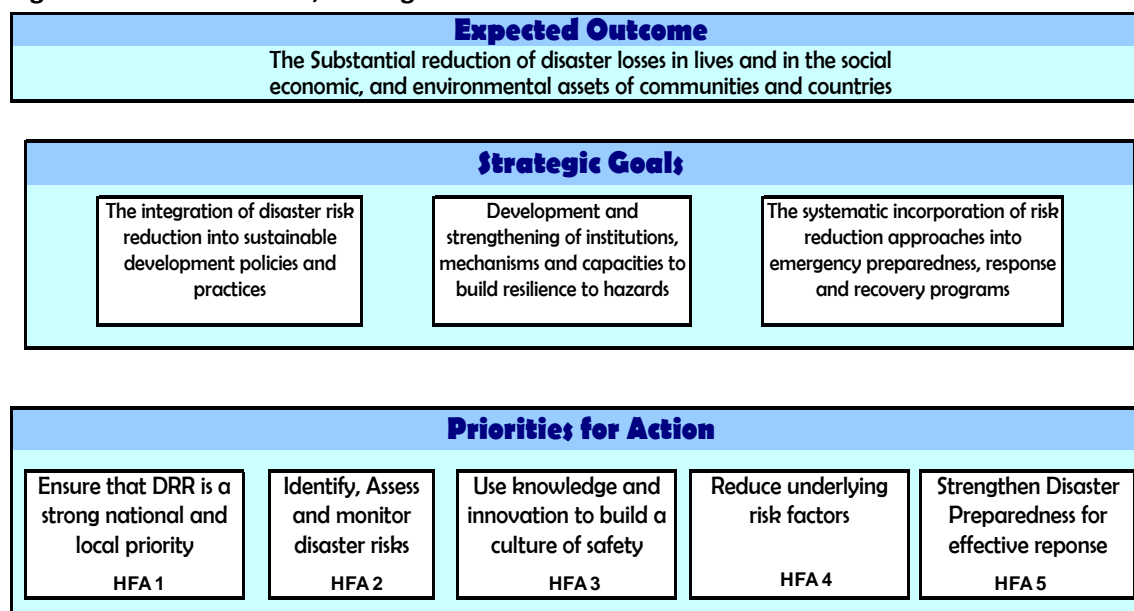 Expected Outcome
The Substantial reduction of disaster losses in lives and in the social
economic, and environmental assets of communities and countries
Strategic Goals
The integration of disaster risk
reduction into sustainable
development policies and
practices
Development and
strengthening of institutions,
mechanisms and capacities to
build resilience to hazards
The systematic incorporation of risk
reduction approaches into
emergency preparedness, response
and recovery programs
Priorities for Action
Ensure that DRR is a
strong national and
local priority
HFA 1
Identify, Assess
and monitor
disaster risks
HFA 2
Use knowledge and
innovation to build a
culture of safety
HFA 3
Reduce underlying
risk factors
HFA 4
Strengthen Disaster
Preparedness for
effective reponse
HFA 5